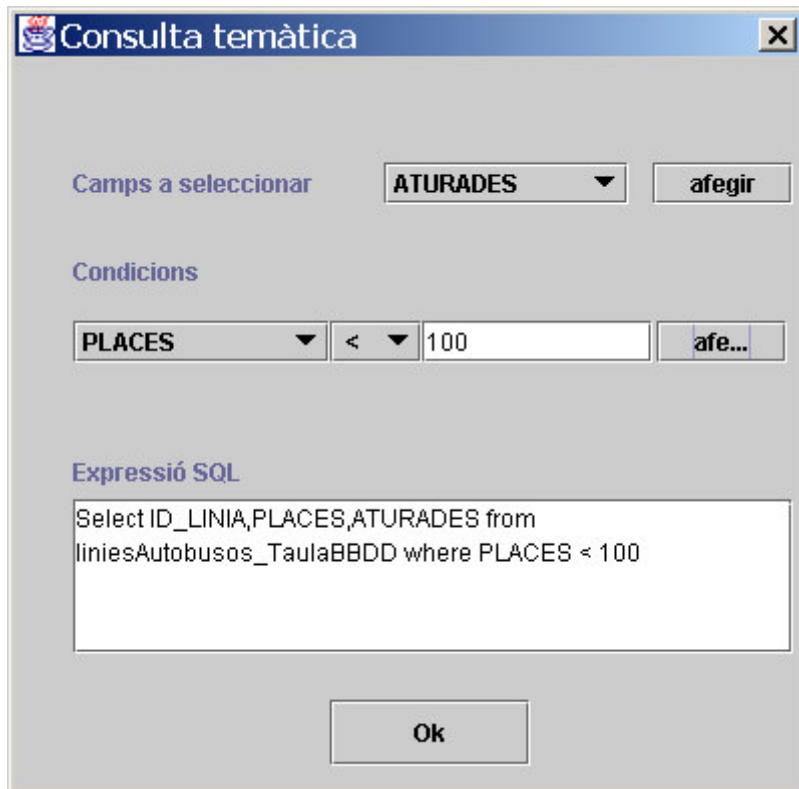 Consulta temàtica
Camps a seleccionar ATURADES afegir
Condicions
PLACES < 100 afe...
Expressió SQL
Select ID_LINIA,PLACES,ATURADES from
liniesAutobusos_TaulaBBDD where PLACES < 100
Ok